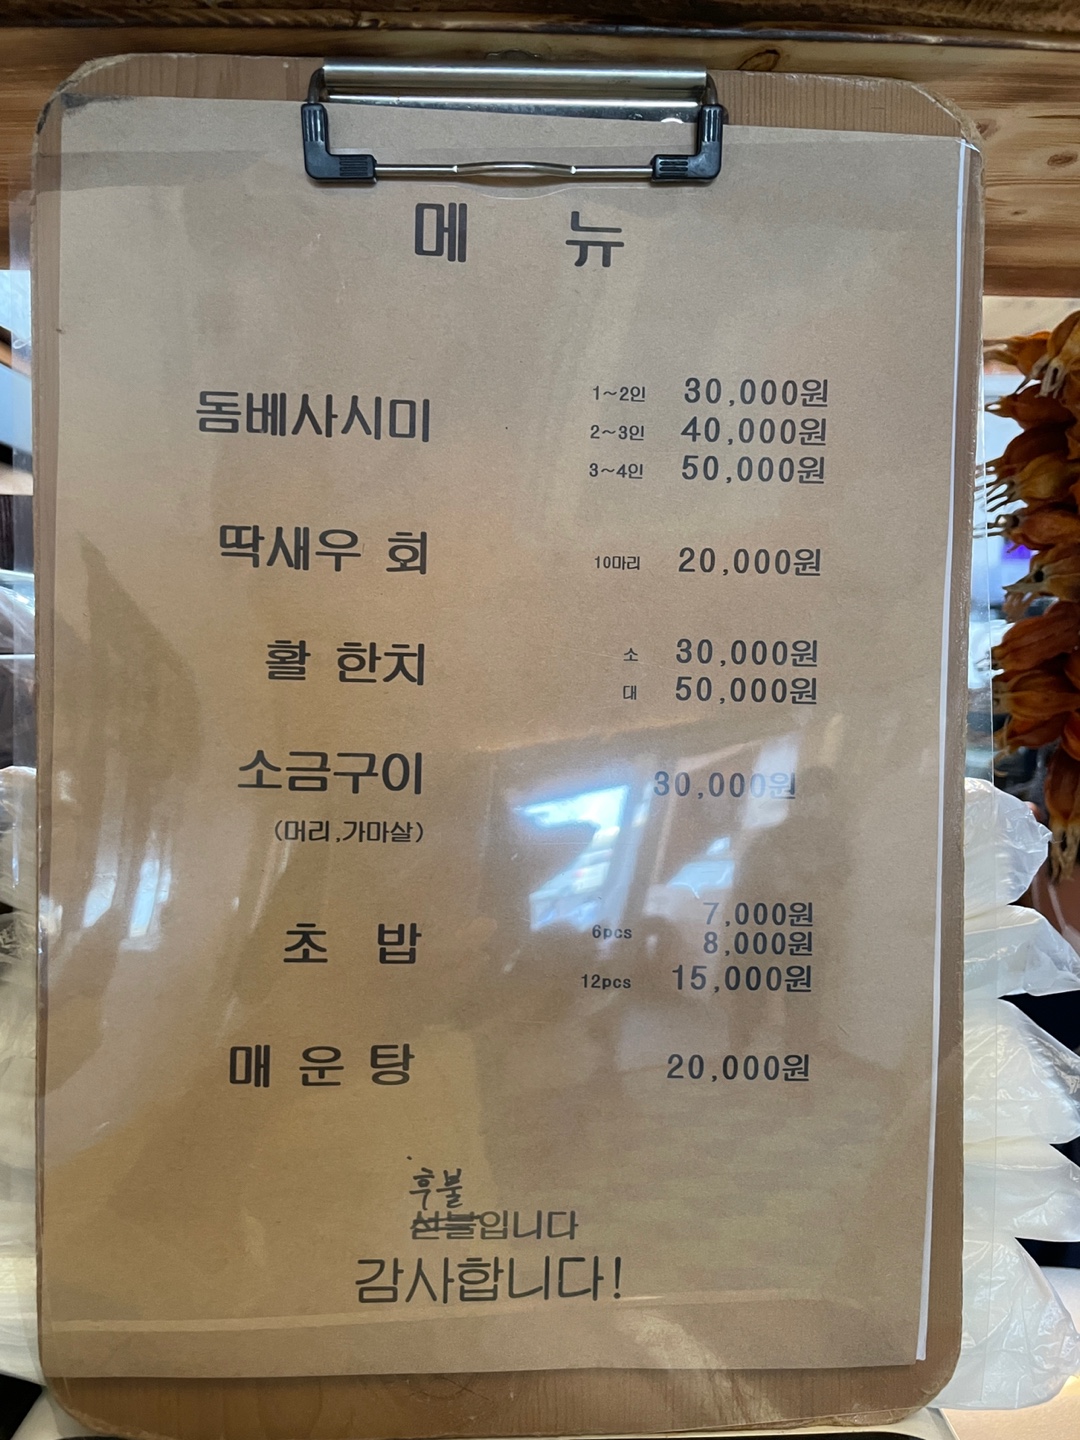 메 뉴
돔베사시미 1~2인 30,000원
2~3인 40,000원
3~4인 50,000원
딱새우 회 10마리 20,000원
활 한치 소 30,000원
대 50,000원
소금구이 30,000원
(머리,가마살)
초 밥 6pcs 7,000원
8,000원
12pcs 15,000원
매 운 탕 20,000원
후불
선불입니다
감사합니다!